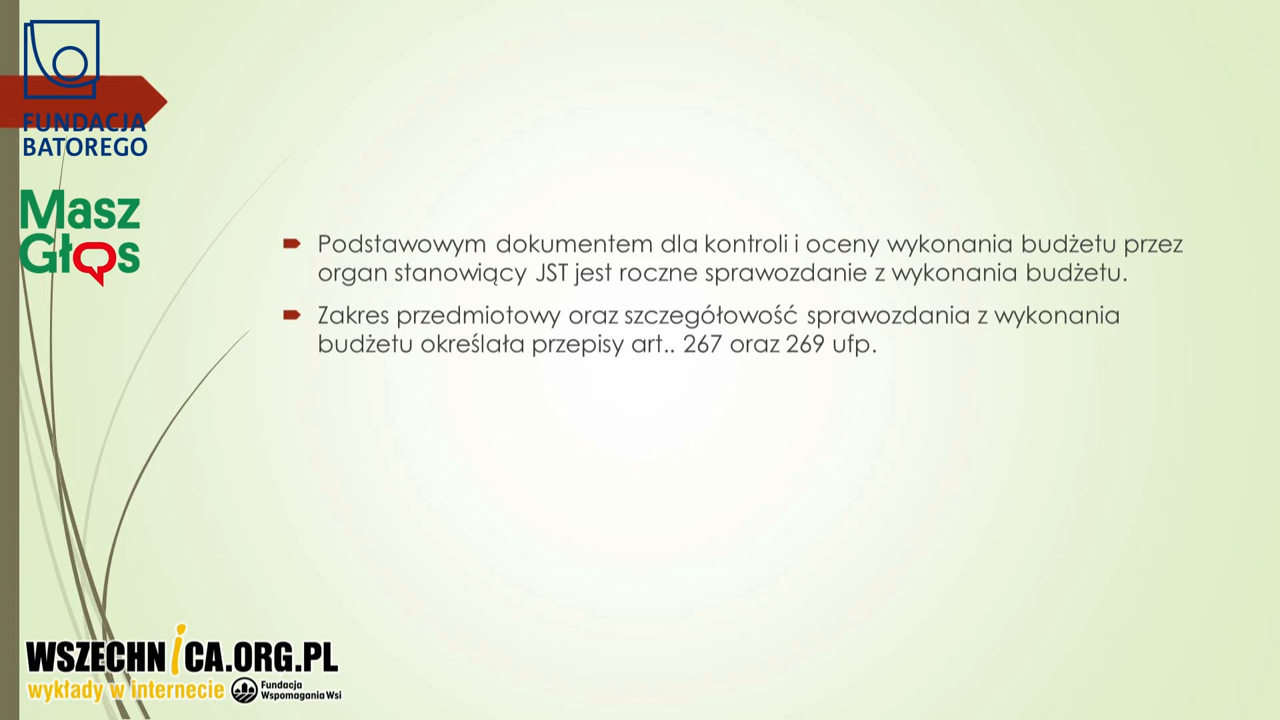 FUNDACJA
BATOREGO
Masz
Głos
Podstawowym dokumentem dla kontroli i oceny wykonania budżetu przez
organ stanowiący JST jest roczne sprawozdanie z wykonania budżetu.
Zakres przedmiotowy oraz szczegółowość sprawozdania z wykonania
budżetu określała przepisy art.. 267 oraz 269 ufp.
WSZECHNiCA.ORG.PL
wykłady w internecie
Fundacja
Wspomagania Wsi